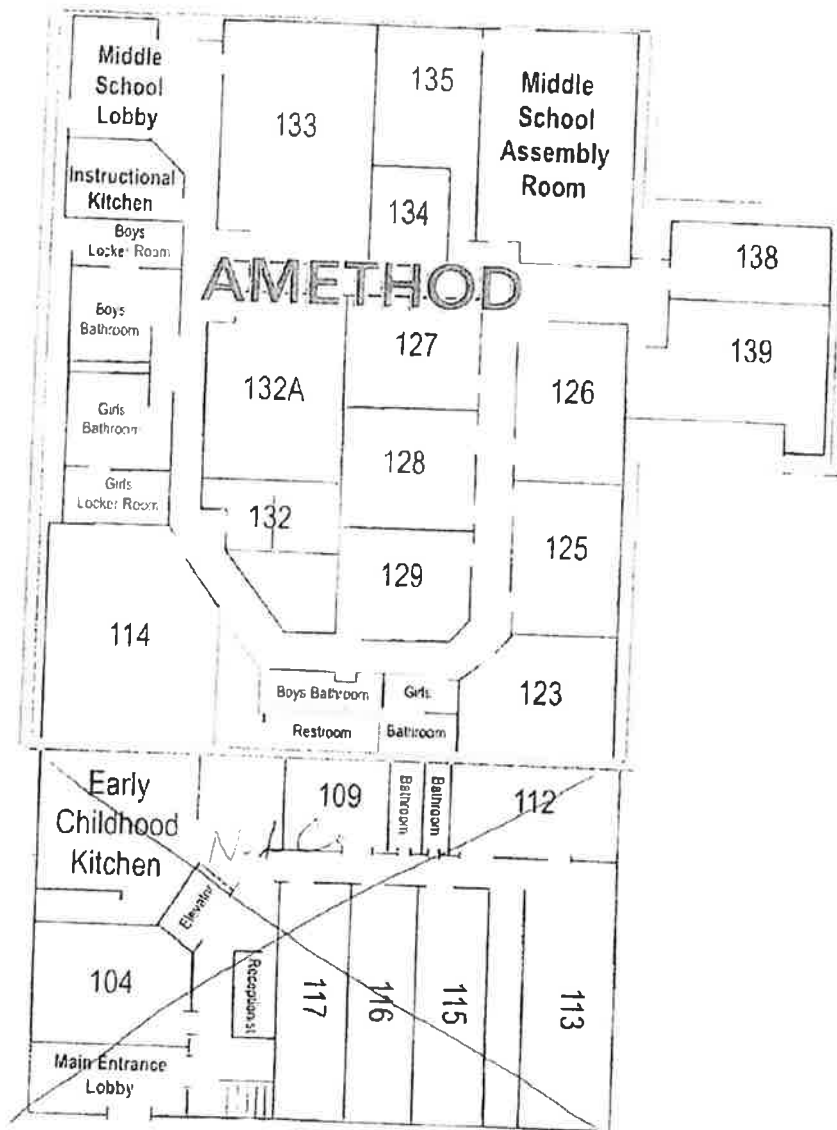 Middle
School
Lobby
133
135
Middle
School
Assembly
Room
Instructional
Kitchen
134
Boys
Locker Room
138
AMETHOD
Boys
Bathroom
127
139
132A
126
Girls
Bathroom
128
Girls
Locker Room
132
125
129
114
Boys Bathroom
Girls
123
Restroom
Bathroom
Early
Childhood
Kitchen
109
Bathroom
Bathroom
112
Elevator
104
Receptionist
117
116
115
113
Main Entrance
Lobby